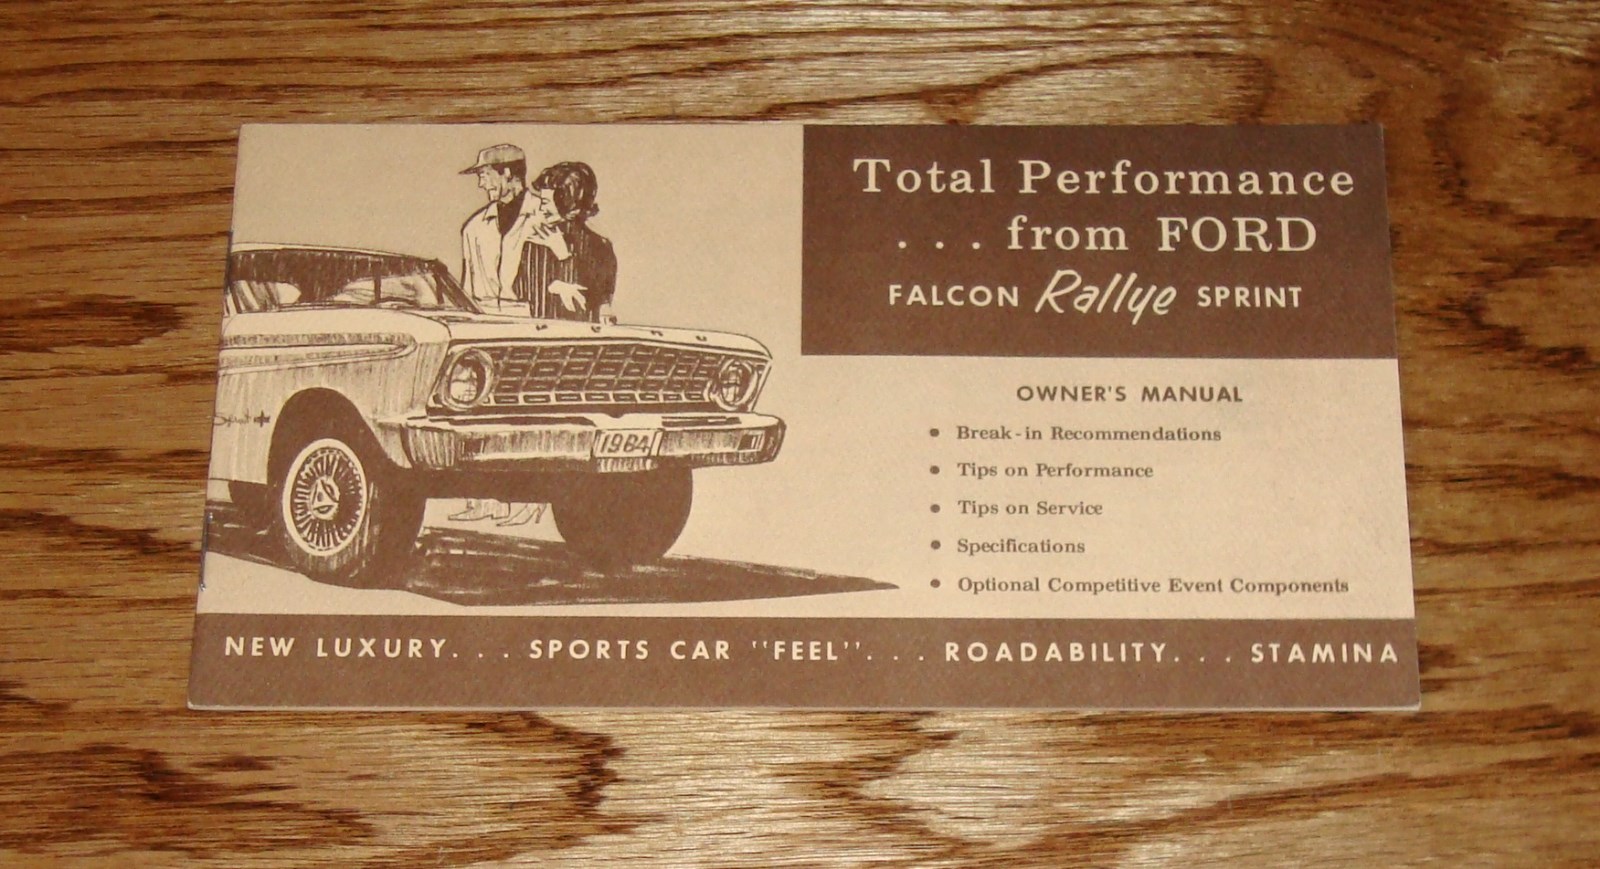 Total Performance
. . . from FORD
FALCON Rallye SPRINT
OWNER'S MANUAL
• Break-in Recommendations
• Tips on Performance
• Tips on Service
• Specifications
• Optional Competitive Event Components
Sprint
1964
NEW LUXURY. . . SPORTS CAR "FEEL". . . ROADABILITY. . . STAMINA